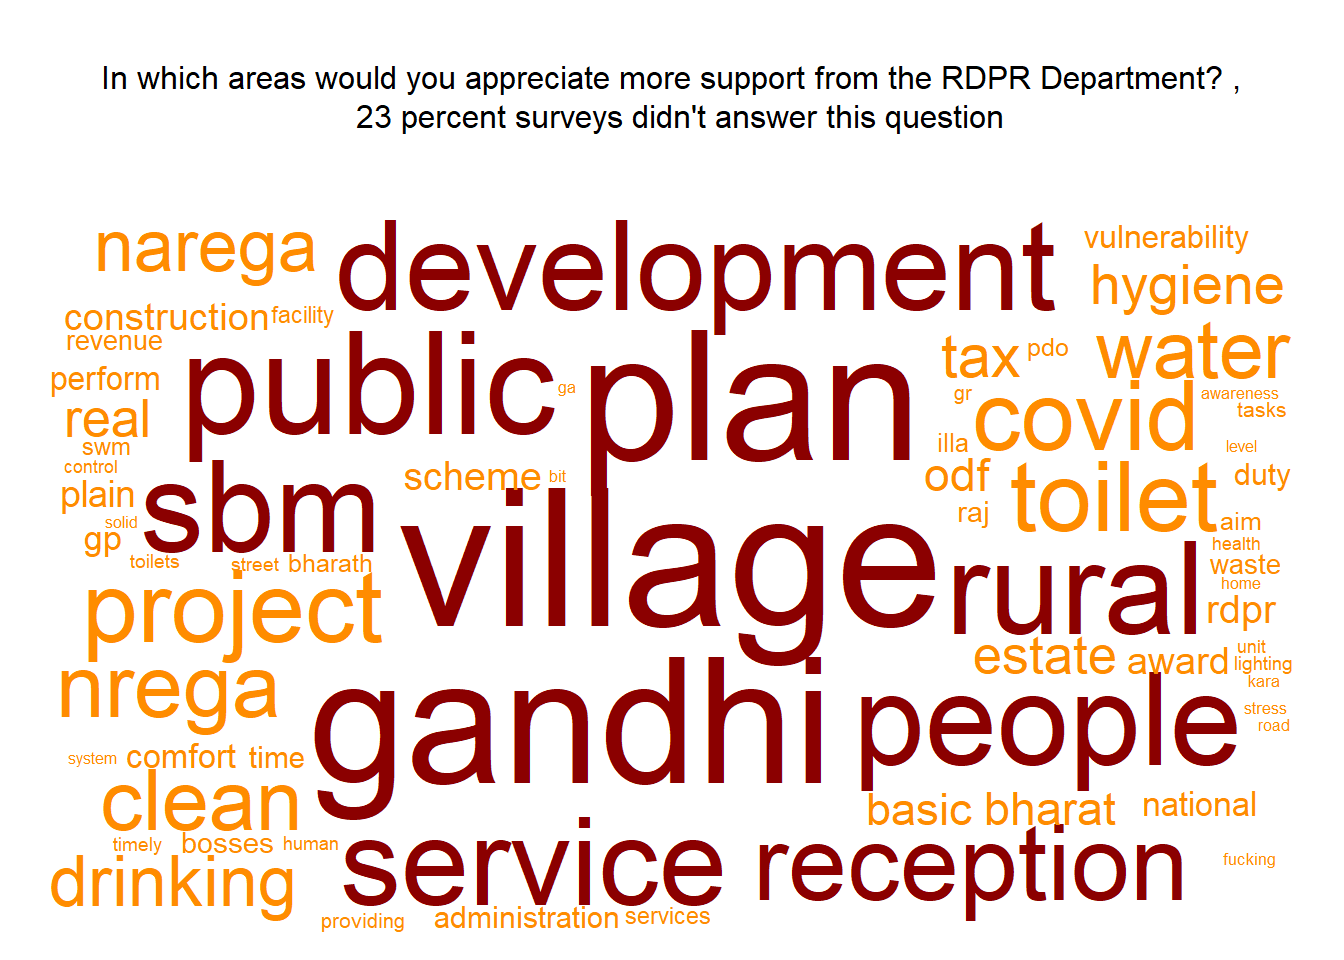 In which areas would you appreciate more support from the RDPR Department? ,
23 percent surveys didn't answer this question
narega
development
vulnerability
hygiene
construction
facility
revenue
public
plan
tax
pdo
water
perform
ga
gr
covid
awareness
tasks
real
swm
control
illa
level
scheme
bit
odf
toilet
duty
plain
sbm
solid
raj
aim
gp
village
toilets
street
bharath
rural
health
waste
home
project
rdpr
estate
award
unit
lighting
kara
nrega
gandhi
people
stress
road
system
comfort
time
clean
basic
bharat
national
timely
bosses
human
service
reception
fucking
drinking
providing
administration
services